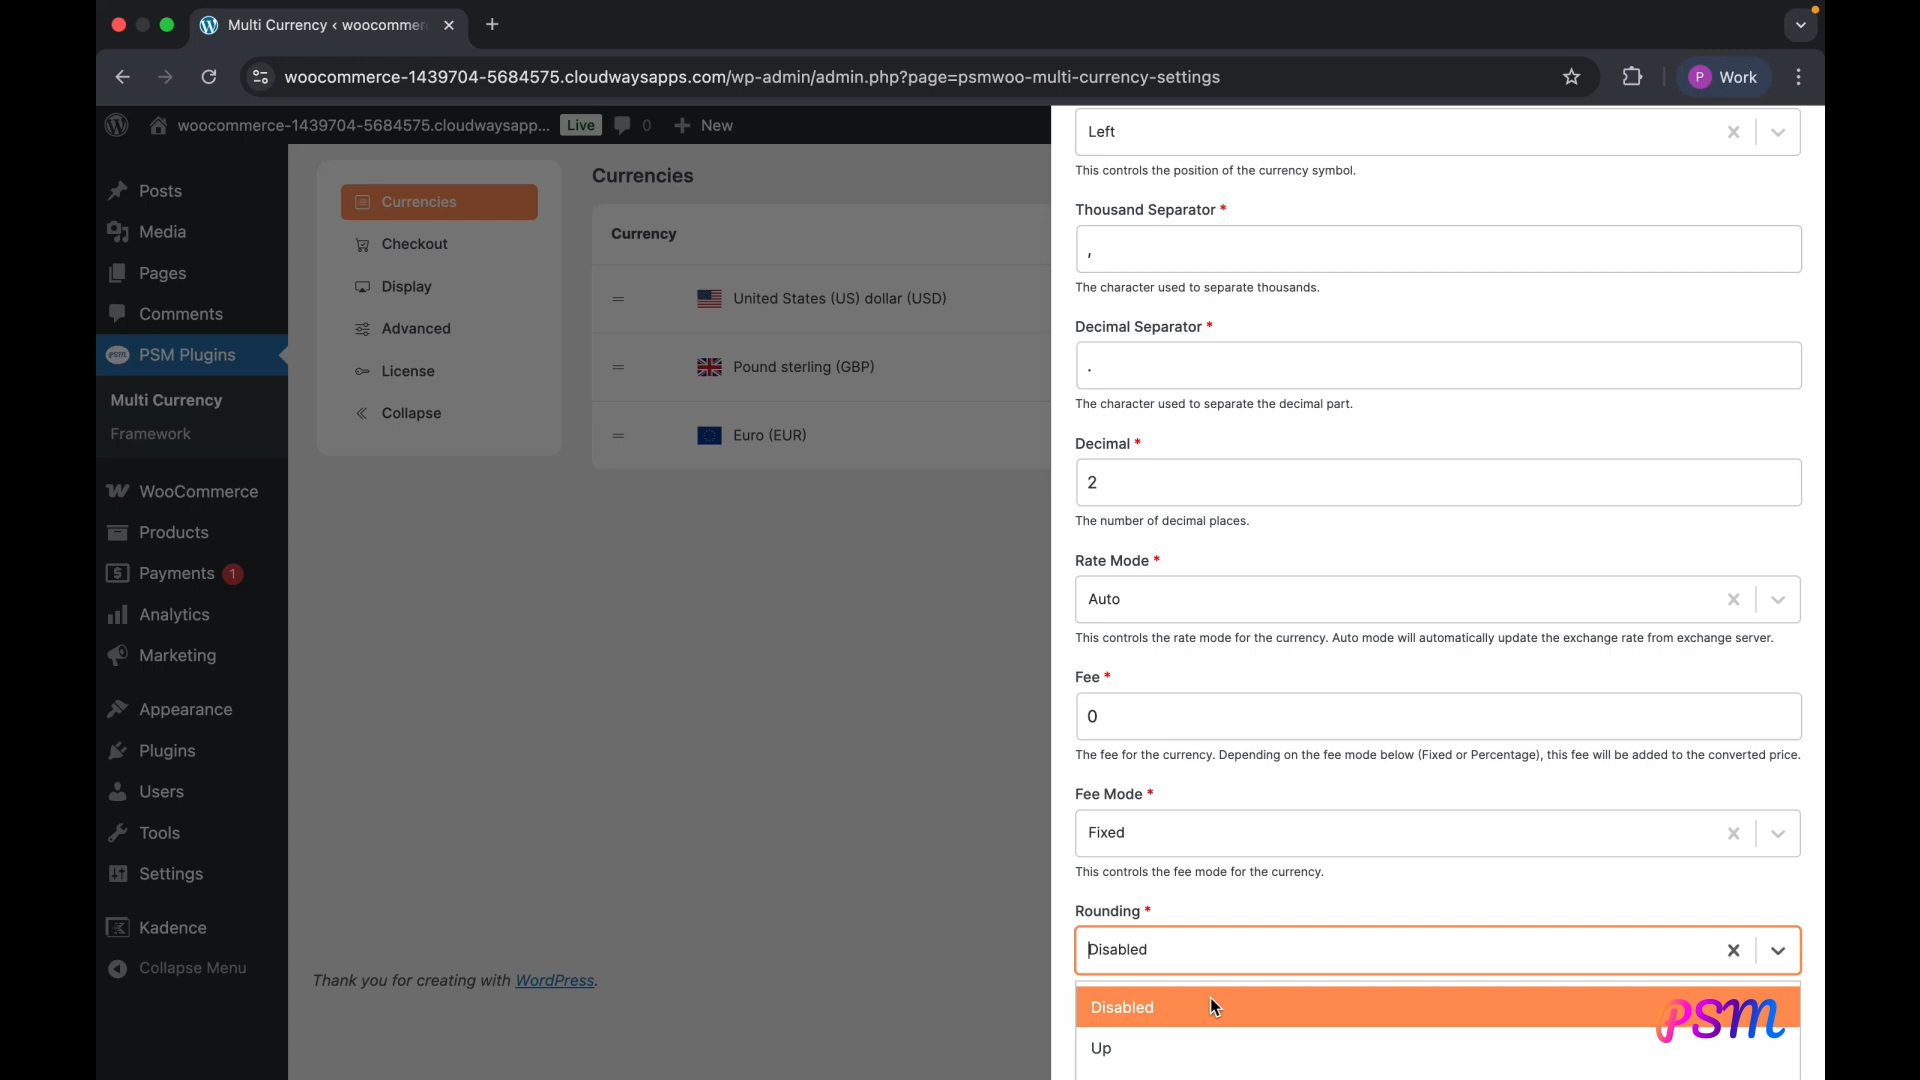 Multi Currency ‹ woocommer
woocommerce-1439704-5684575.cloudwaysapps.com/wp-admin/admin.php?page=psmwoo-multi-currency-settings
P Work
woocommerce-1439704-5684575.cloudwaysapp... Live 0 New
Posts
Media
Pages
Comments
PSM PSM Plugins
Multi Currency
Framework
WooCommerce
Products
Payments 1
Analytics
Marketing
Appearance
Plugins
Users
Tools
Settings
Kadence
Collapse Menu
Currencies
Checkout
Display
Advanced
License
Collapse
Currencies
Currency
United States (US) dollar (USD)
Pound sterling (GBP)
Euro (EUR)
Thank you for creating with WordPress.
Left
This controls the position of the currency symbol.
Thousand Separator *
,
The character used to separate thousands.
Decimal Separator *
.
The character used to separate the decimal part.
Decimal *
2
The number of decimal places.
Rate Mode *
Auto
This controls the rate mode for the currency. Auto mode will automatically update the exchange rate from exchange server.
Fee *
0
The fee for the currency. Depending on the fee mode below (Fixed or Percentage), this fee will be added to the converted price.
Fee Mode *
Fixed
This controls the fee mode for the currency.
Rounding *
Disabled
Disabled
Up
psm